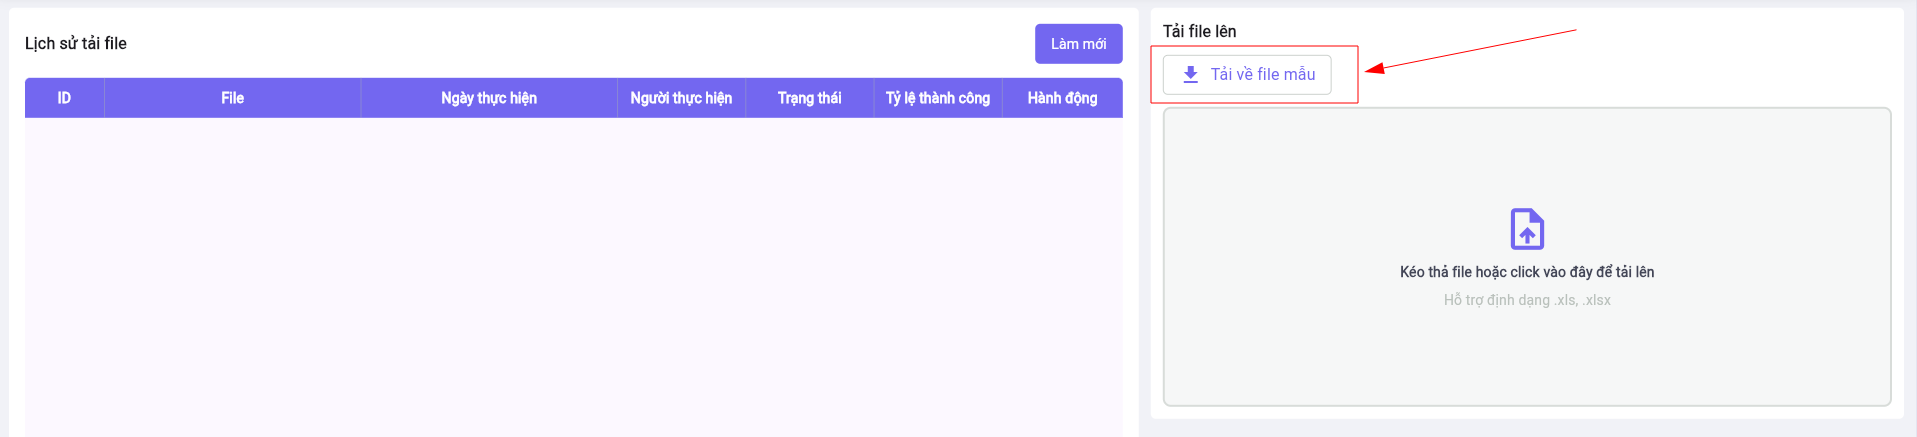 Lịch sử tải file
Làm mới
ID File Ngày thực hiện Người thực hiện Trạng thái Tỷ lệ thành công Hành động
Tải file lên
Tải về file mẫu
Kéo thả file hoặc click vào đây để tải lên
Hỗ trợ định dạng .xls, .xlsx